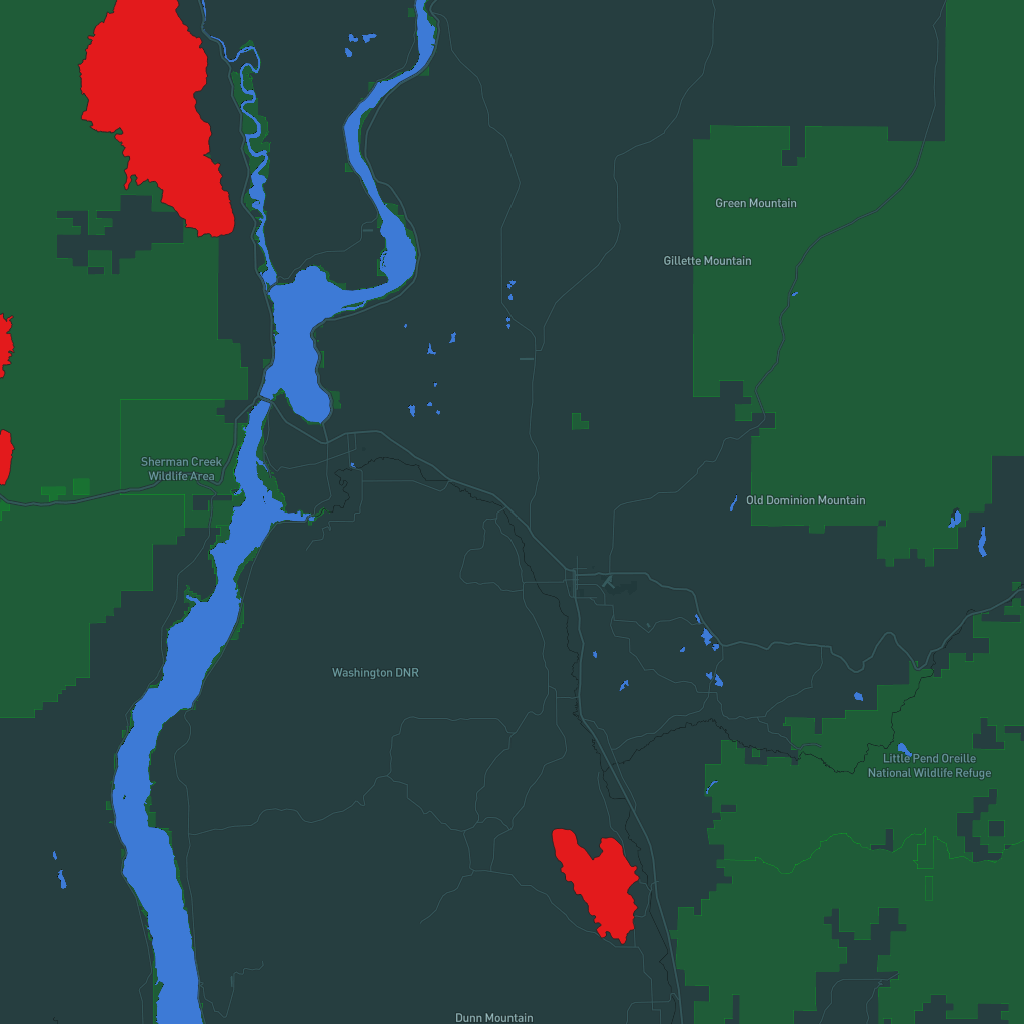 Green Mountain
Gillette Mountain
Sherman Creek
Wildlife Area
Old Dominion Mountain
Washington DNR
Little Pend Oreille
National Wildlife Refuge
Dunn Mountain